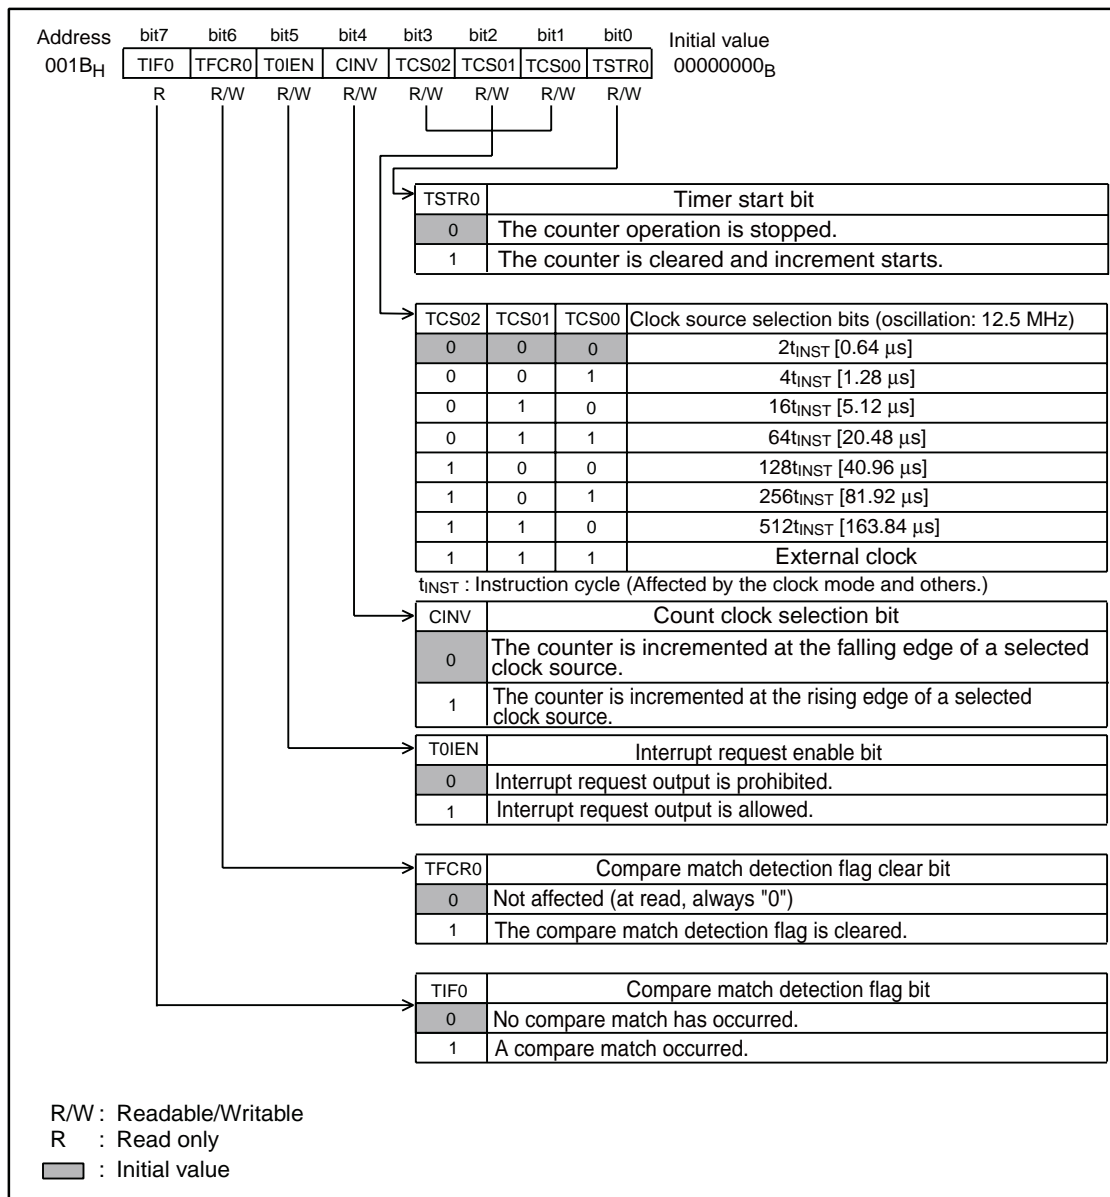 Address bit7 bit6 bit5 bit4 bit3 bit2 bit1 bit0 Initial value
001BH TIF0 TFCR0 T0IEN CINV TCS02 TCS01 TCS00 TSTR0 00000000B
R R/W R/W R/W R/W R/W R/W R/W
TSTR0 Timer start bit
0 The counter operation is stopped.
1 The counter is cleared and increment starts.
TCS02 TCS01 TCS00 Clock source selection bits (oscillation: 12.5 MHz)
0 0 0 2tINST [0.64 μs]
0 0 1 4tINST [1.28 μs]
0 1 0 16tINST [5.12 μs]
0 1 1 64tINST [20.48 μs]
1 0 0 128tINST [40.96 μs]
1 0 1 256tINST [81.92 μs]
1 1 0 512tINST [163.84 μs]
1 1 1 External clock
tINST : Instruction cycle (Affected by the clock mode and others.)
CINV Count clock selection bit
0 The counter is incremented at the falling edge of a selected
clock source.
1 The counter is incremented at the rising edge of a selected
clock source.
T0IEN Interrupt request enable bit
0 Interrupt request output is prohibited.
1 Interrupt request output is allowed.
TFCR0 Compare match detection flag clear bit
0 Not affected (at read, always "0")
1 The compare match detection flag is cleared.
TIF0 Compare match detection flag bit
0 No compare match has occurred.
1 A compare match occurred.
R/W : Readable/Writable
R : Read only
: Initial value